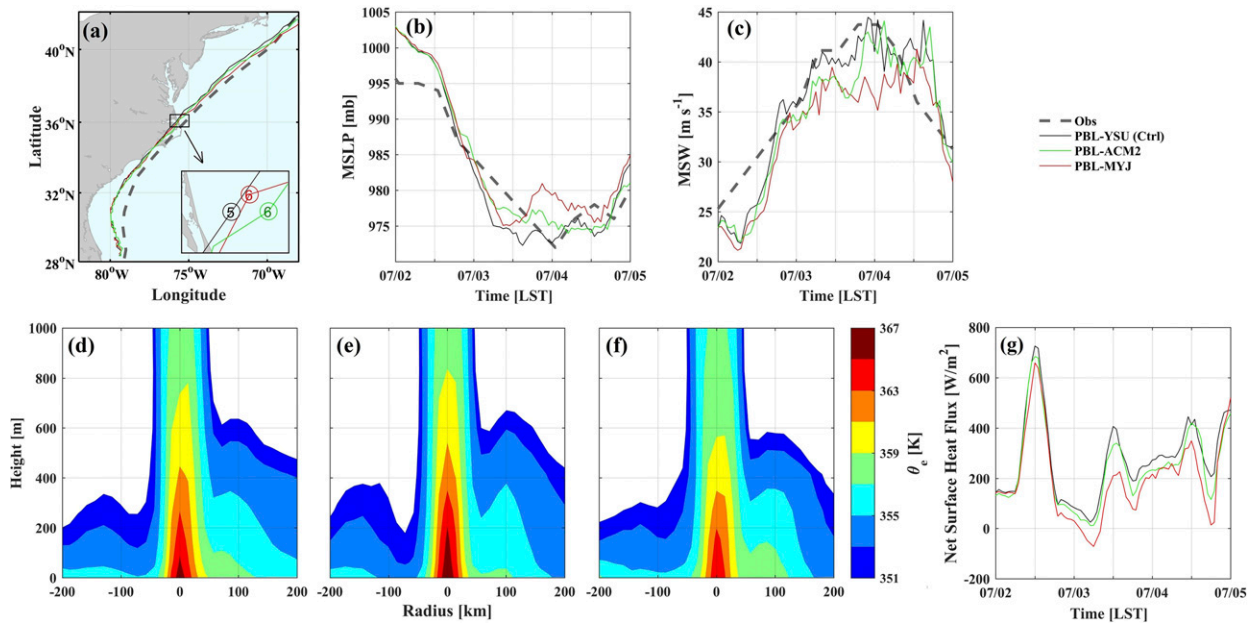 (a)
40°N
36°N
32°N
28°N
80°W
75°W
70°W
Latitude
Longitude
5
6
6
(b)
1005
1000
995
990
985
980
975
MSLP [mb]
07/02
07/03
07/04
07/05
Time [LST]
(c)
45
40
35
30
25
20
MSW [m s⁻¹]
07/02
07/03
07/04
07/05
Time [LST]
Obs
PBL-YSU (Ctrl)
PBL-ACM2
PBL-MYJ
(d)
1000
800
600
400
200
0
Height [m]
-200
-100
0
100
200
(e)
-200
-100
0
100
200
Radius [km]
(f)
-200
-100
0
100
200
367
363
359
355
351
θe [K]
(g)
800
600
400
200
0
-200
Net Surface Heat Flux [W/m²]
07/02
07/03
07/04
07/05
Time [LST]